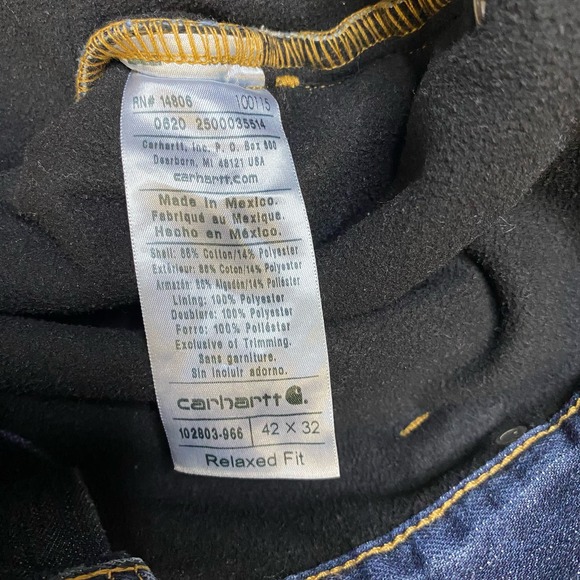 RN# 14806 100115
0620 2500035514
Carhartt, Inc. P. O. Box 600
Dearborn, MI 48121 USA
carhartt.com
Made in Mexico.
Fabriqué au Mexique.
Hecho en México.
Shell: 86% Cotton/14% Polyester
Extérieur: 86% Coton/14% Polyester
Armazón: 86% Algodon/14% Poliéster
Lining: 100% Polyester
Doublure: 100% Polyester
Forro: 100% Poliéster
Exclusive of Trimming.
Sans garniture.
Sin Incluir adorno.
carhartt
102803-966 42 X 32
Relaxed Fit